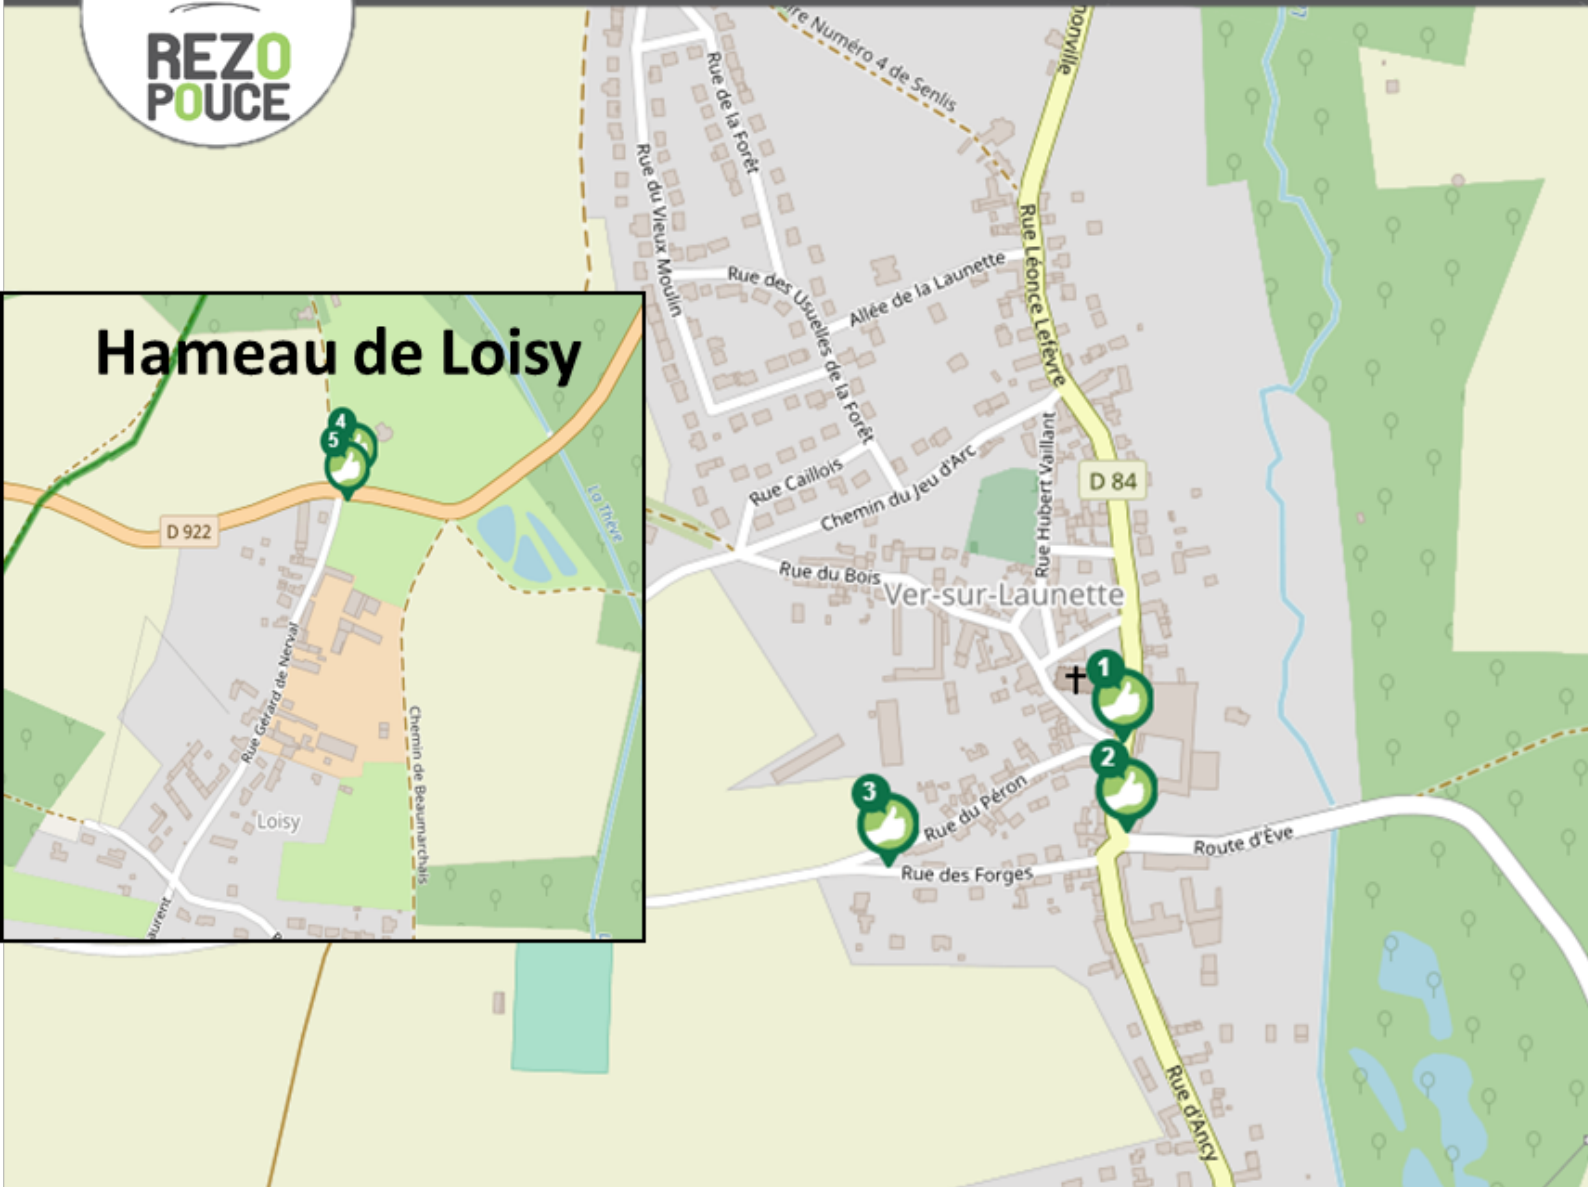 REZO
POUCE
re Numéro 4 de Senlis
onville
Rue de la Forêt
Rue du Vieux Moulin
Rue des Usuelles de la Forêt
Allée de la Launette
Rue Léonce Lefèvre
Hameau de Loisy
4
5
D 922
La Thève
Rue Gérard de Nerval
Chemin de Beaumarchais
Loisy
aurent
Rue Caillois
Chemin du Jeu d'Arc
Rue Hubert Vaillant
D 84
Rue du Bois
Ver-sur-Launette
1
2
3
Rue du Péron
Rue des Forges
Route d'Ève
Rue d'Ancy